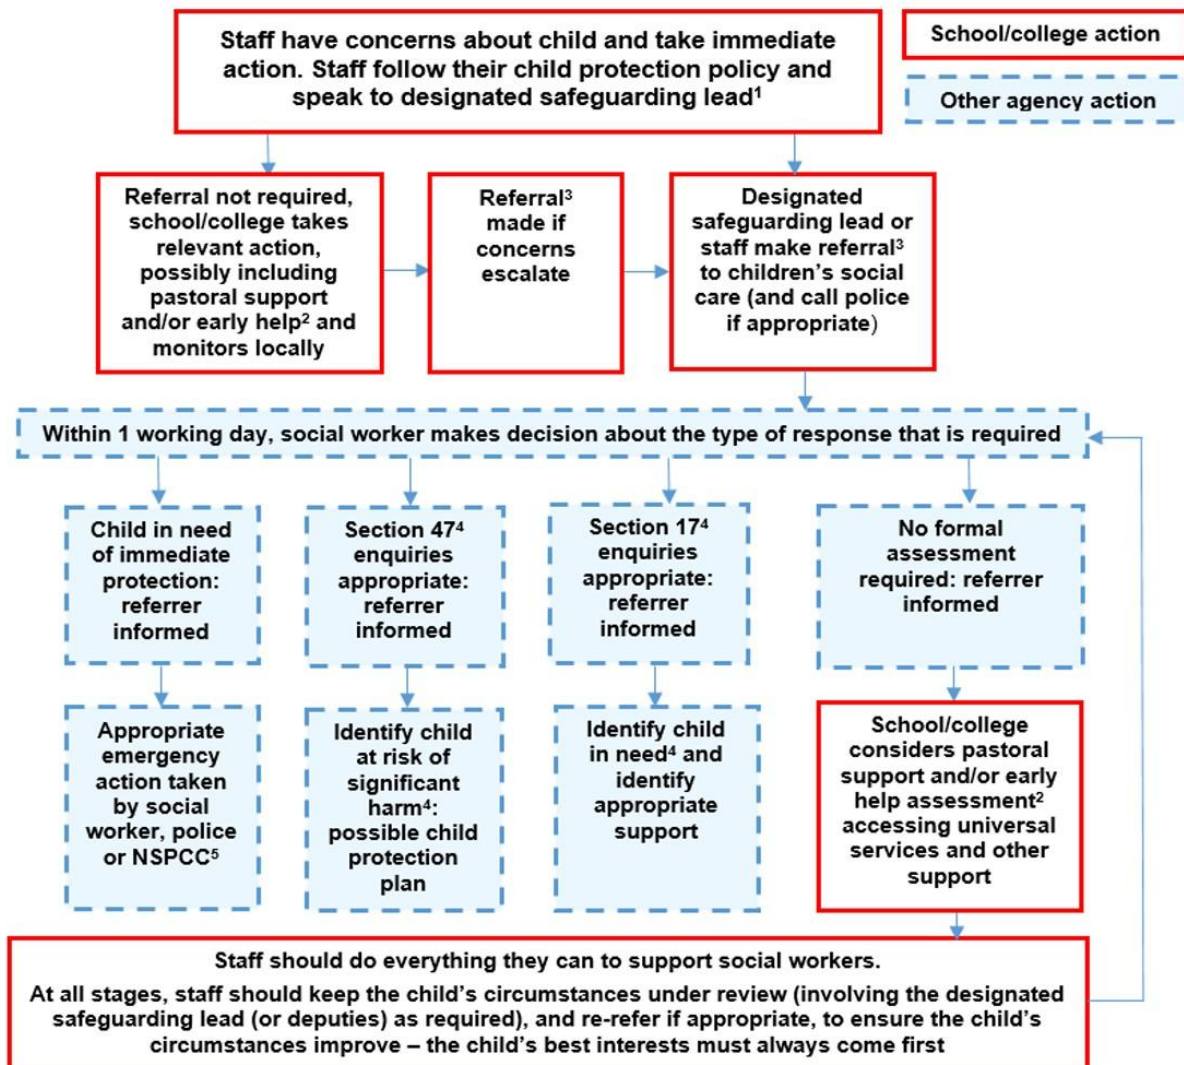 Staff have concerns about child and take immediate
action. Staff follow their child protection policy and
speak to designated safeguarding lead¹
School/college action
Other agency action
Referral not required,
school/college takes
relevant action,
possibly including
pastoral support
and/or early help² and
monitors locally
Referral³
made if
concerns
escalate
Designated
safeguarding lead or
staff make referral³
to children’s social
care (and call police
if appropriate)
Within 1 working day, social worker makes decision about the type of response that is required
Child in need
of immediate
protection:
referrer
informed
Section 47⁴
enquiries
appropriate:
referrer
informed
Section 17⁴
enquiries
appropriate:
referrer
informed
No formal
assessment
required: referrer
informed
Appropriate
emergency
action taken
by social
worker, police
or NSPCC⁵
Identify child
at risk of
significant
harm⁴:
possible child
protection
plan
Identify child
in need⁴ and
identify
appropriate
support
School/college
considers pastoral
support and/or early
help assessment²
accessing universal
services and other
support
Staff should do everything they can to support social workers.
At all stages, staff should keep the child’s circumstances under review (involving the designated
safeguarding lead (or deputies) as required), and re-refer if appropriate, to ensure the child’s
circumstances improve – the child’s best interests must always come first